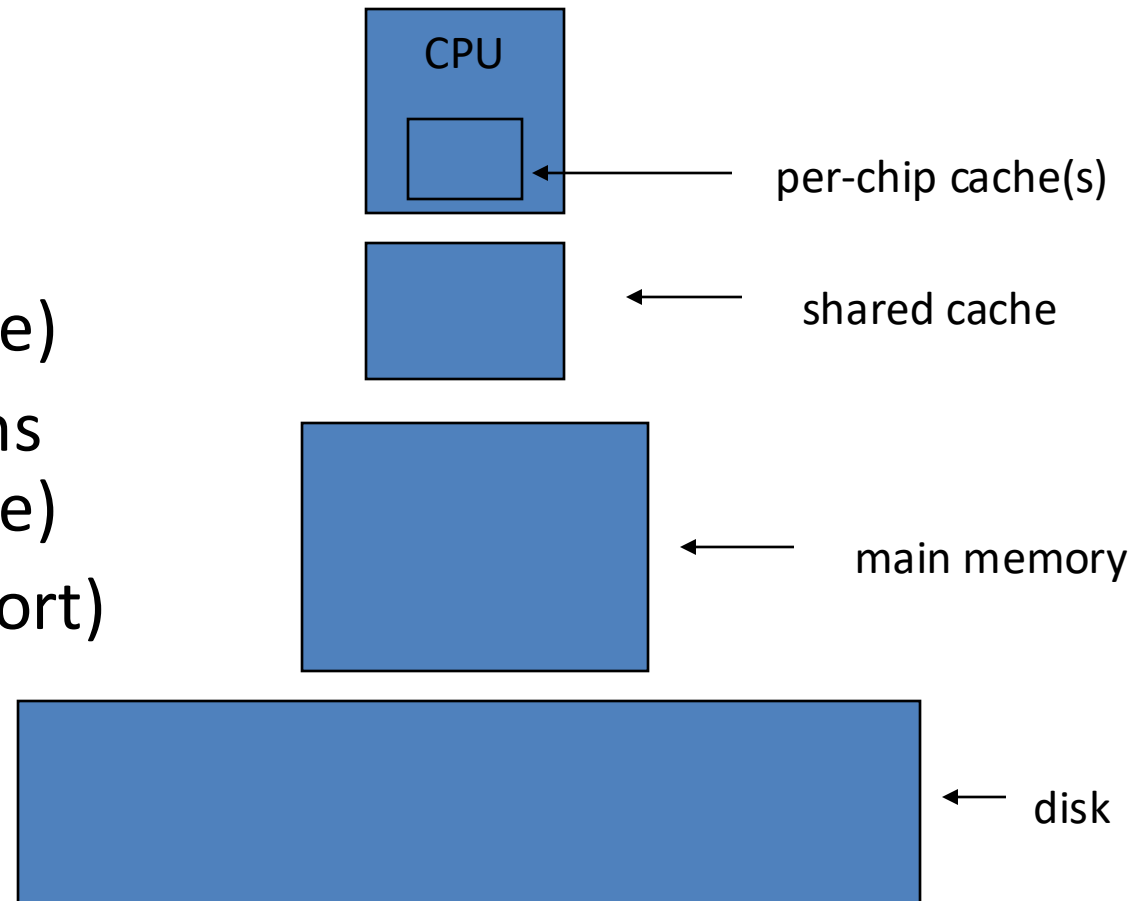 CPU
per-chip cache(s)
shared cache
e)
ns
e)
ort)
main memory
disk